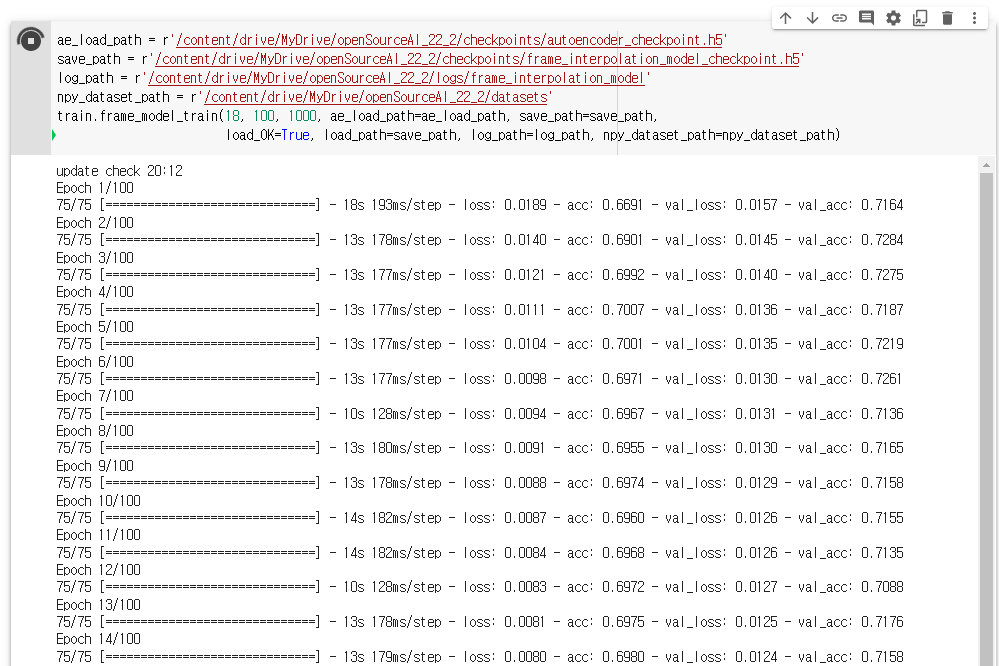 ae_load_path = r'/content/drive/MyDrive/openSourceAI_22_2/checkpoints/autoencoder_checkpoint.h5'
save_path = r'/content/drive/MyDrive/openSourceAI_22_2/checkpoints/frame_interpolation_model_checkpoint.h5'
log_path = r'/content/drive/MyDrive/openSourceAI_22_2/logs/frame_interpolation_model'
npy_dataset_path = r'/content/drive/MyDrive/openSourceAI_22_2/datasets'
train.frame_model_train(18, 100, 1000, ae_load_path=ae_load_path, save_path=save_path,
load_OK=True, load_path=save_path, log_path=log_path, npy_dataset_path=npy_dataset_path)
update check 20:12
Epoch 1/100
75/75 [==============================] - 18s 193ms/step - loss: 0.0189 - acc: 0.6691 - val_loss: 0.0157 - val_acc: 0.7164
Epoch 2/100
75/75 [==============================] - 13s 178ms/step - loss: 0.0140 - acc: 0.6901 - val_loss: 0.0145 - val_acc: 0.7284
Epoch 3/100
75/75 [==============================] - 13s 177ms/step - loss: 0.0121 - acc: 0.6992 - val_loss: 0.0140 - val_acc: 0.7275
Epoch 4/100
75/75 [==============================] - 13s 177ms/step - loss: 0.0111 - acc: 0.7007 - val_loss: 0.0136 - val_acc: 0.7187
Epoch 5/100
75/75 [==============================] - 13s 177ms/step - loss: 0.0104 - acc: 0.7001 - val_loss: 0.0135 - val_acc: 0.7219
Epoch 6/100
75/75 [==============================] - 13s 177ms/step - loss: 0.0098 - acc: 0.6971 - val_loss: 0.0130 - val_acc: 0.7261
Epoch 7/100
75/75 [==============================] - 10s 128ms/step - loss: 0.0094 - acc: 0.6967 - val_loss: 0.0131 - val_acc: 0.7136
Epoch 8/100
75/75 [==============================] - 13s 180ms/step - loss: 0.0091 - acc: 0.6955 - val_loss: 0.0130 - val_acc: 0.7165
Epoch 9/100
75/75 [==============================] - 13s 178ms/step - loss: 0.0088 - acc: 0.6974 - val_loss: 0.0129 - val_acc: 0.7158
Epoch 10/100
75/75 [==============================] - 14s 182ms/step - loss: 0.0087 - acc: 0.6960 - val_loss: 0.0126 - val_acc: 0.7155
Epoch 11/100
75/75 [==============================] - 14s 182ms/step - loss: 0.0084 - acc: 0.6968 - val_loss: 0.0126 - val_acc: 0.7135
Epoch 12/100
75/75 [==============================] - 10s 128ms/step - loss: 0.0083 - acc: 0.6972 - val_loss: 0.0127 - val_acc: 0.7088
Epoch 13/100
75/75 [==============================] - 13s 178ms/step - loss: 0.0081 - acc: 0.6975 - val_loss: 0.0125 - val_acc: 0.7176
Epoch 14/100
75/75 [==============================] - 13s 179ms/step - loss: 0.0080 - acc: 0.6980 - val_loss: 0.0124 - val_acc: 0.7158